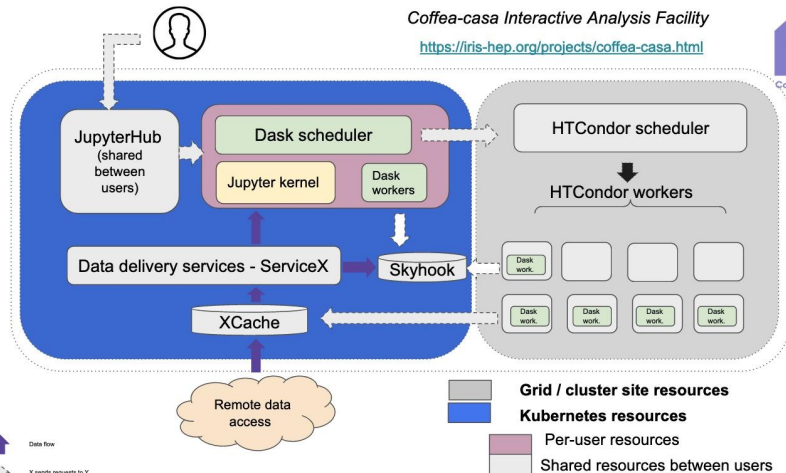 Coffea-casa Interactive Analysis Facility
https://iris-hep.org/projects/coffea-casa.html
JupyterHub
(shared
between
users)
Dask scheduler
Jupyter kernel
Dask
workers
HTCondor scheduler
HTCondor workers
Data delivery services - ServiceX
Skyhook
XCache
Dask
work.
Dask
work.
Dask
work.
Dask
work.
Dask
work.
Remote data
access
Grid / cluster site resources
Kubernetes resources
Per-user resources
Shared resources between users
Data flow
X sends requests to Y